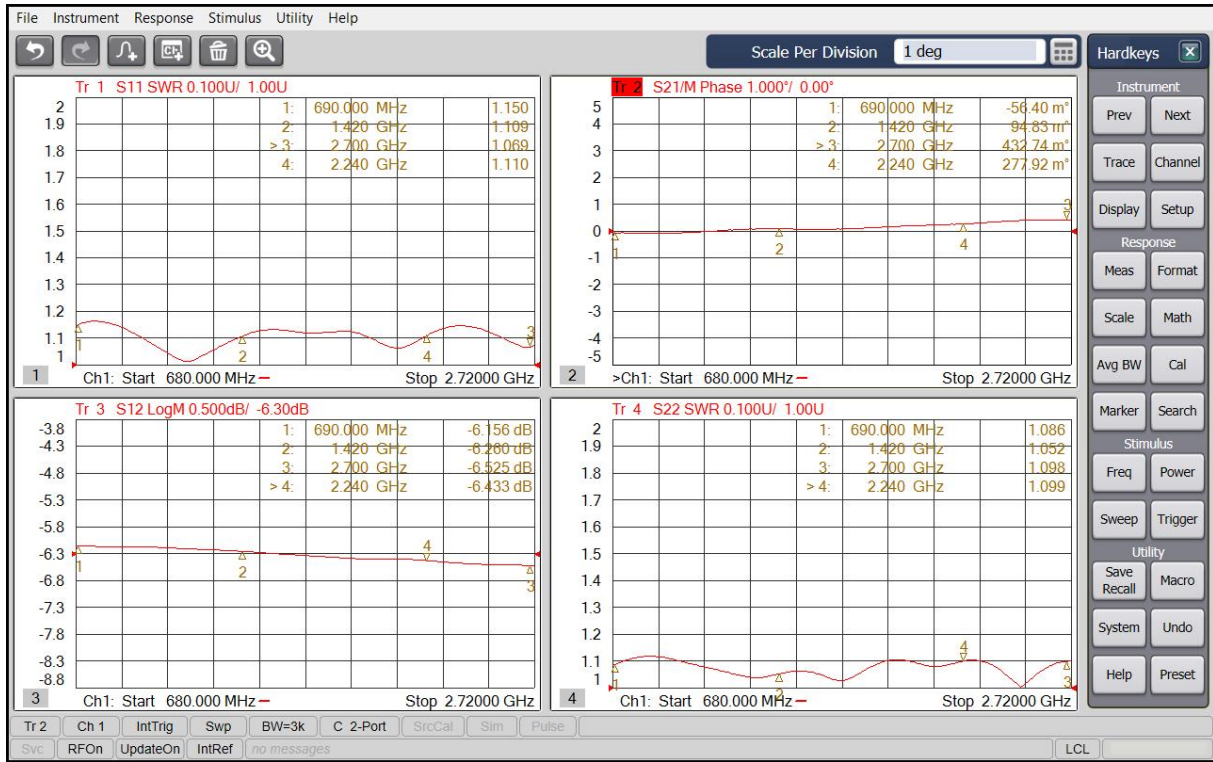 File Instrument Response Stimulus Utility Help
Scale Per Division 1 deg
Tr 1 S11 SWR 0.100U/ 1.00U
1: 690.000 MHz 1.150
2: 1.420 GHz 1.109
> 3: 2.700 GHz 1.069
4: 2.240 GHz 1.110
2
1.9
1.8
1.7
1.6
1.5
1.4
1.3
1.2
1.1
1
1 2 4 3
1 Ch1: Start 680.000 MHz Stop 2.72000 GHz
Tr 2 S21/M Phase 1.000°/ 0.00°
1: 690.000 MHz -56.40 m°
2: 1.420 GHz 94.83 m°
> 3: 2.700 GHz 432.74 m°
4: 2.240 GHz 277.92 m°
5
4
3
2
1
0
-1
-2
-3
-4
-5
1 2 4 3
2 >Ch1: Start 680.000 MHz Stop 2.72000 GHz
Tr 3 S12 LogM 0.500dB/ -6.30dB
1: 690.000 MHz -6.156 dB
2: 1.420 GHz -6.260 dB
3: 2.700 GHz -6.525 dB
> 4: 2.240 GHz -6.433 dB
-3.8
-4.3
-4.8
-5.3
-5.8
-6.3
-6.8
-7.3
-7.8
-8.3
-8.8
1 2 4 3
3 Ch1: Start 680.000 MHz Stop 2.72000 GHz
Tr 4 S22 SWR 0.100U/ 1.00U
1: 690.000 MHz 1.086
2: 1.420 GHz 1.052
3: 2.700 GHz 1.098
> 4: 2.240 GHz 1.099
2
1.9
1.8
1.7
1.6
1.5
1.4
1.3
1.2
1.1
1
1 2 4 3
4 Ch1: Start 680.000 MHz Stop 2.72000 GHz
Hardkeys X
Instrument
Prev Next
Trace Channel
Display Setup
Response
Meas Format
Scale Math
Avg BW Cal
Marker Search
Stimulus
Freq Power
Sweep Trigger
Utility
Save Recall Macro
System Undo
Help Preset
Tr 2 Ch 1 IntTrig Swp BW=3k C 2-Port SrcCal Sim Pulse
Svc RFOn UpdateOn IntRef no messages LCL